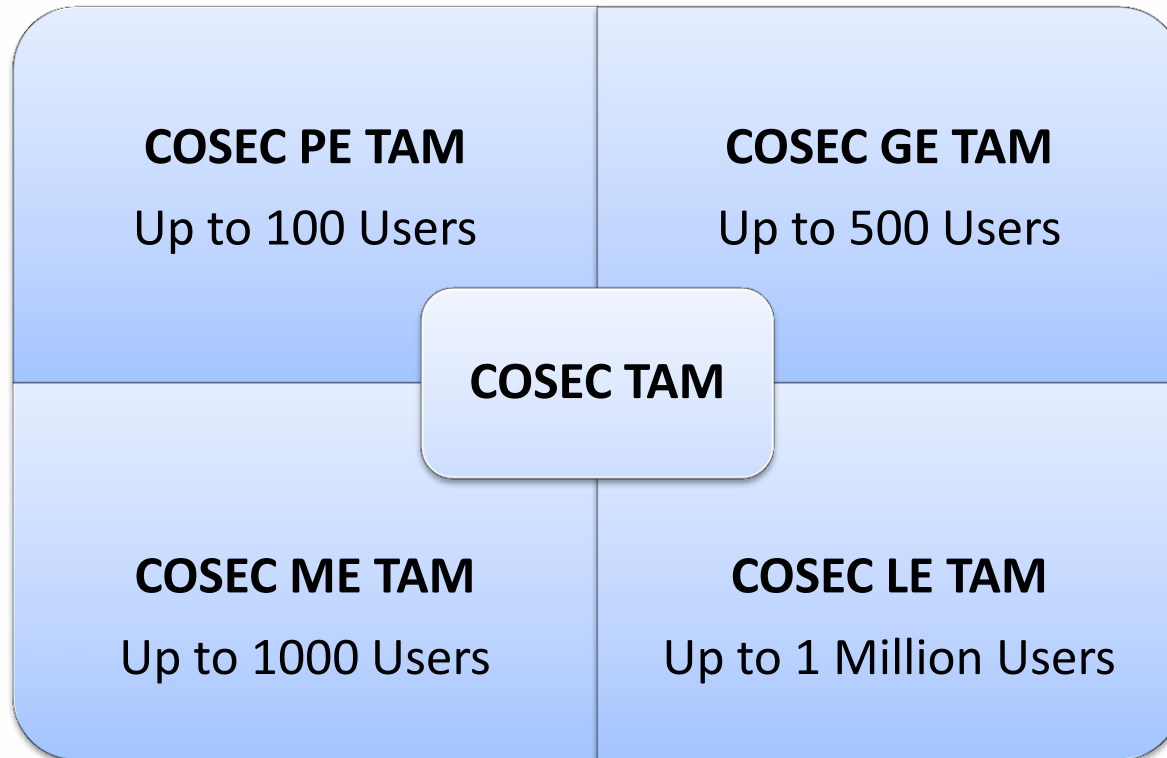 COSEC PE TAM
Up to 100 Users
COSEC GE TAM
Up to 500 Users
COSEC TAM
COSEC ME TAM
Up to 1000 Users
COSEC LE TAM
Up to 1 Million Users